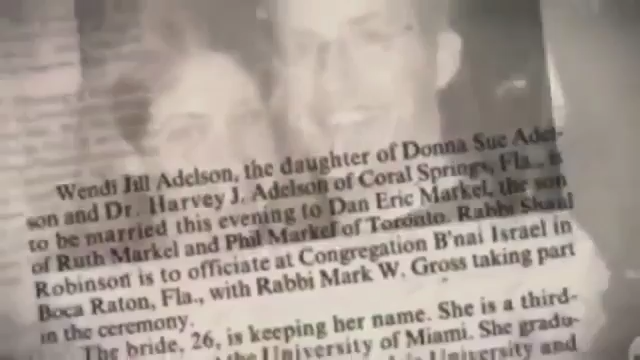 Wendi Jill Adelson, the daughter of Donna Sue Adel-
son and Dr. Harvey J. Adelson of Coral Springs, Fla., is
to be married this evening to Dan Eric Markel, the son
of Ruth Markel and Phil Markel of Toronto. Rabbi Shaul
Robinson is to officiate at Congregation B'nai Israel in
Boca Raton, Fla., with Rabbi Mark W. Gross taking part
in the ceremony.
The bride, 26, is keeping her name. She is a third-
the University of Miami. She gradu-
University and